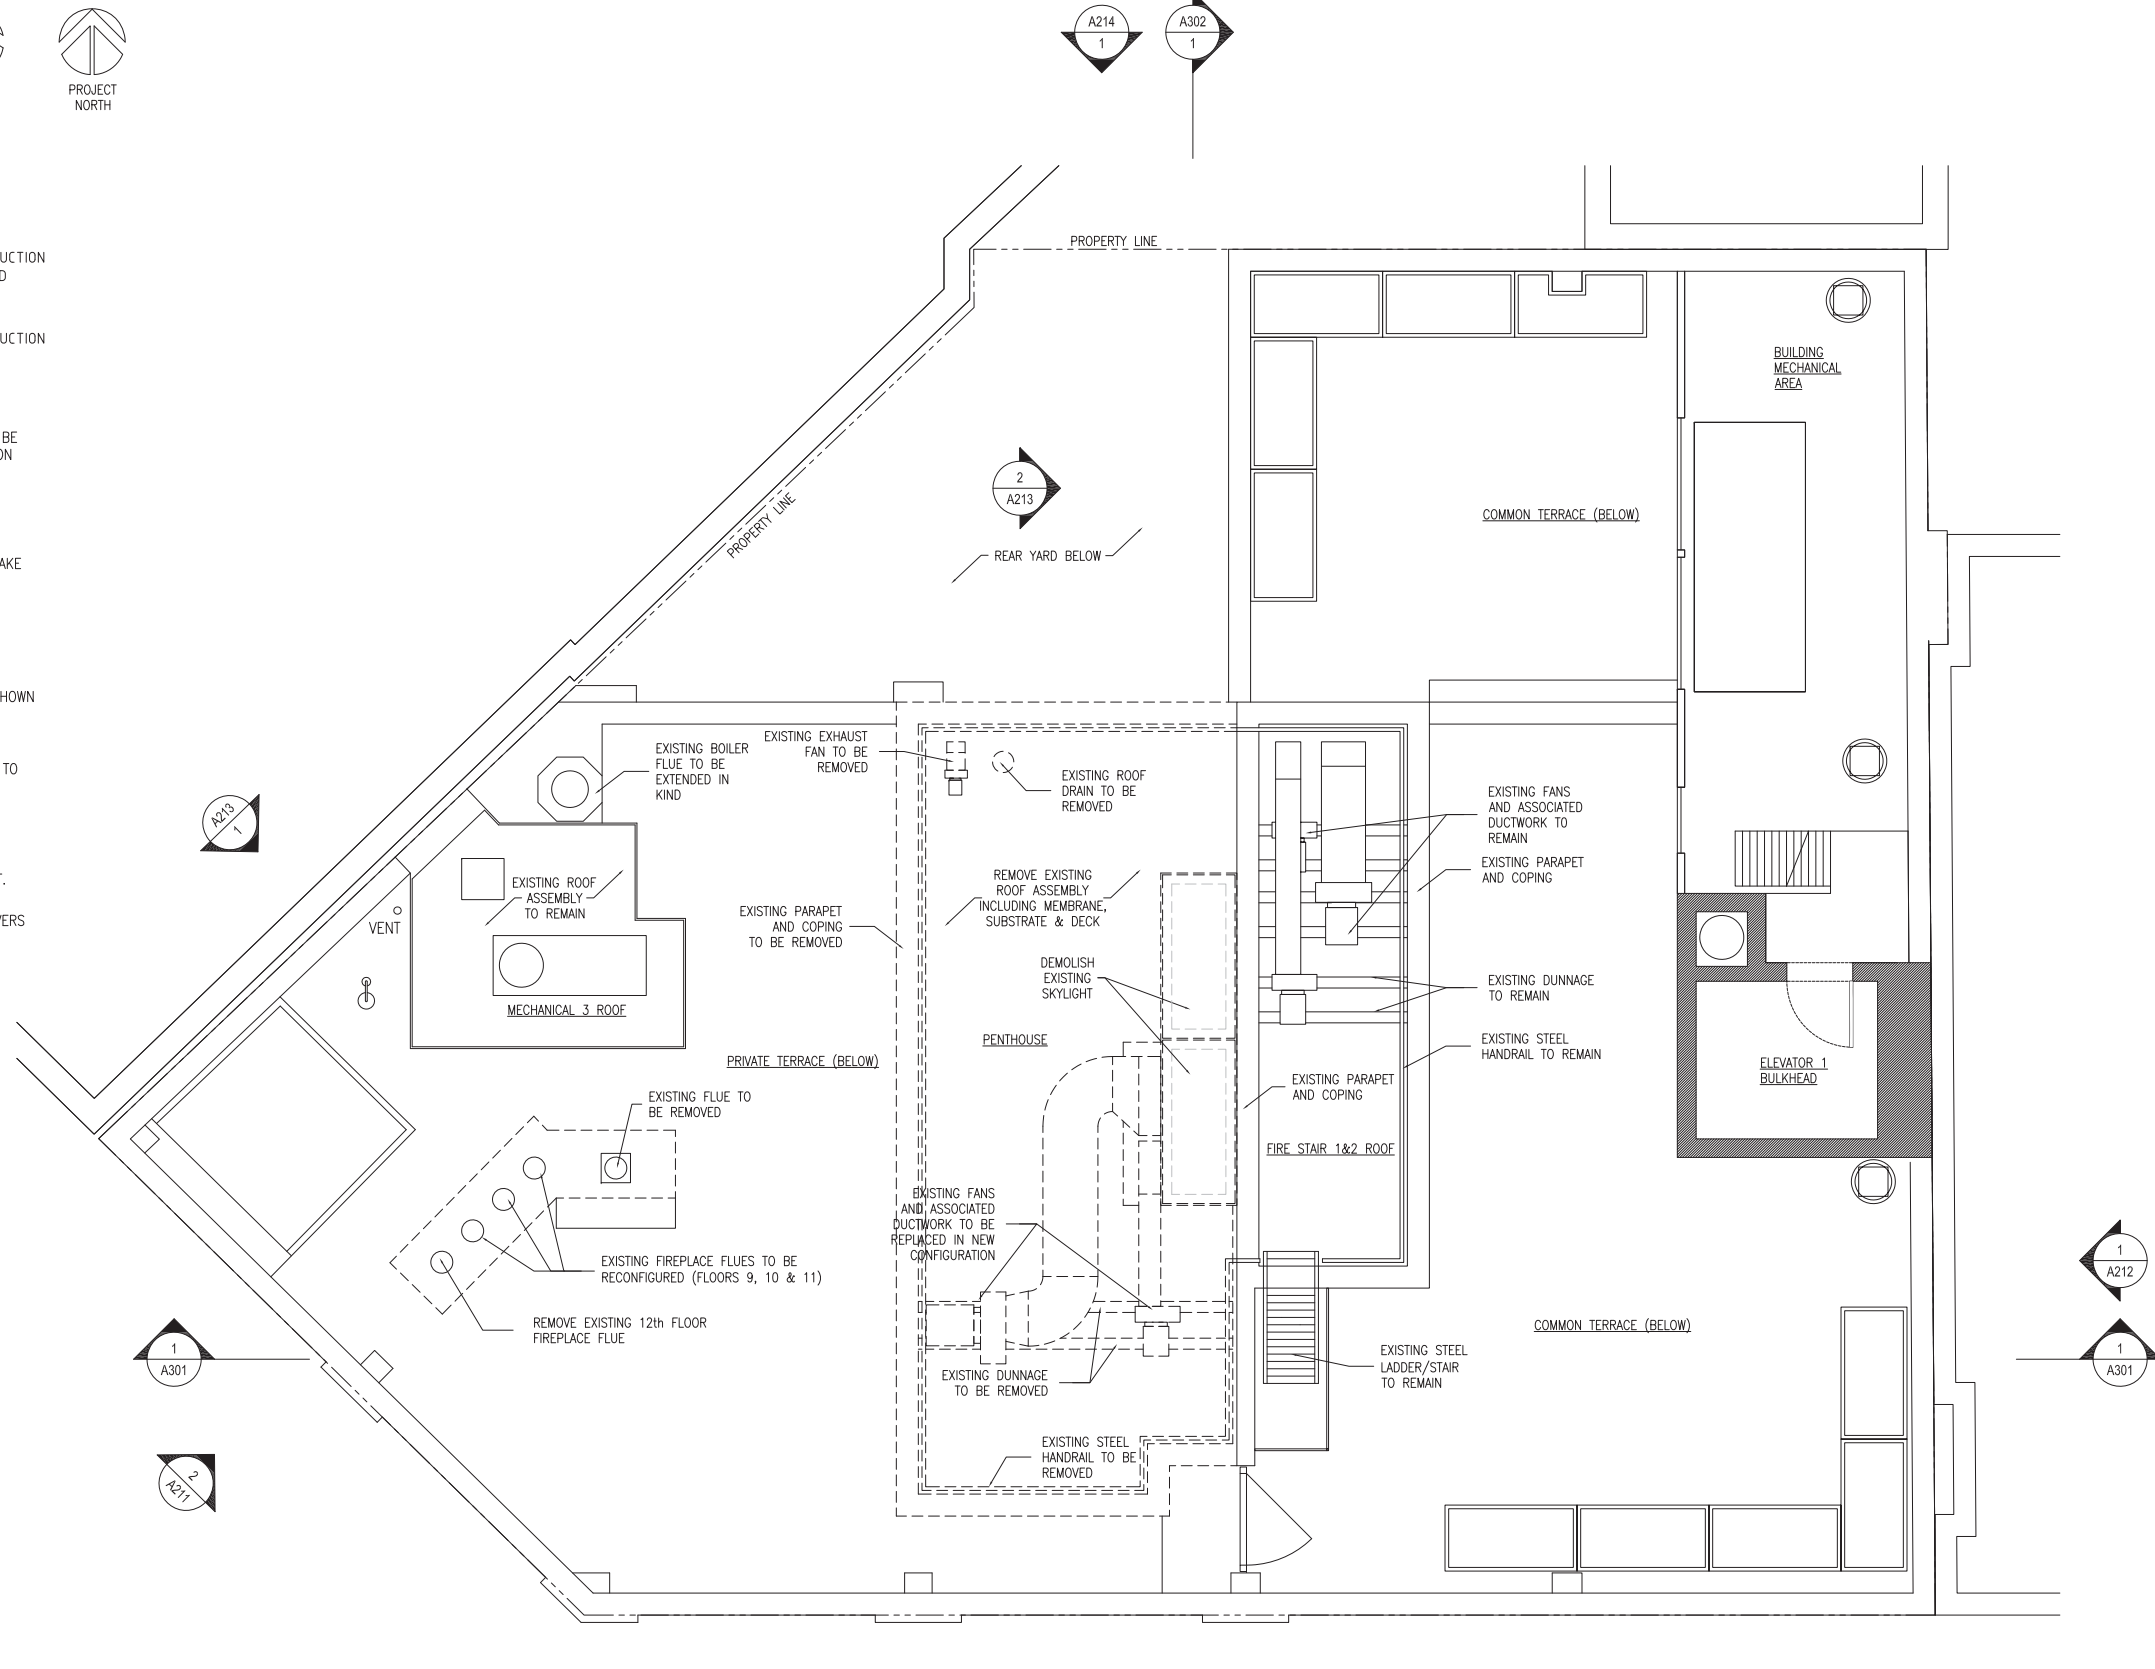 PROJECT
NORTH
A214
1
A302
1
UCTION
D
UCTION
BE
ON
AKE
HOWN
TO
T.
VERS
PROPERTY LINE
PROPERTY LINE
2
A213
REAR YARD BELOW
BUILDING
MECHANICAL
AREA
COMMON TERRACE (BELOW)
A213
1
EXISTING BOILER
FLUE TO BE
EXTENDED IN
KIND
EXISTING EXHAUST
FAN TO BE
REMOVED
EXISTING ROOF
DRAIN TO BE
REMOVED
EXISTING FANS
AND ASSOCIATED
DUCTWORK TO
REMAIN
EXISTING PARAPET
AND COPING
EXISTING ROOF
ASSEMBLY
TO REMAIN
VENT
MECHANICAL 3 ROOF
EXISTING PARAPET
AND COPING
TO BE REMOVED
REMOVE EXISTING
ROOF ASSEMBLY
INCLUDING MEMBRANE,
SUBSTRATE & DECK
DEMOLISH
EXISTING
SKYLIGHT
EXISTING DUNNAGE
TO REMAIN
PENTHOUSE
PRIVATE TERRACE (BELOW)
EXISTING STEEL
HANDRAIL TO REMAIN
EXISTING PARAPET
AND COPING
ELEVATOR 1
BULKHEAD
EXISTING FLUE TO
BE REMOVED
FIRE STAIR 1&2 ROOF
EXISTING FANS
AND ASSOCIATED
DUCTWORK TO BE
REPLACED IN NEW
CONFIGURATION
EXISTING FIREPLACE FLUES TO BE
RECONFIGURED (FLOORS 9, 10 & 11)
REMOVE EXISTING 12th FLOOR
FIREPLACE FLUE
1
A212
1
A301
1
A301
COMMON TERRACE (BELOW)
EXISTING STEEL
LADDER/STAIR
TO REMAIN
EXISTING DUNNAGE
TO BE REMOVED
EXISTING STEEL
HANDRAIL TO BE
REMOVED
2
A211